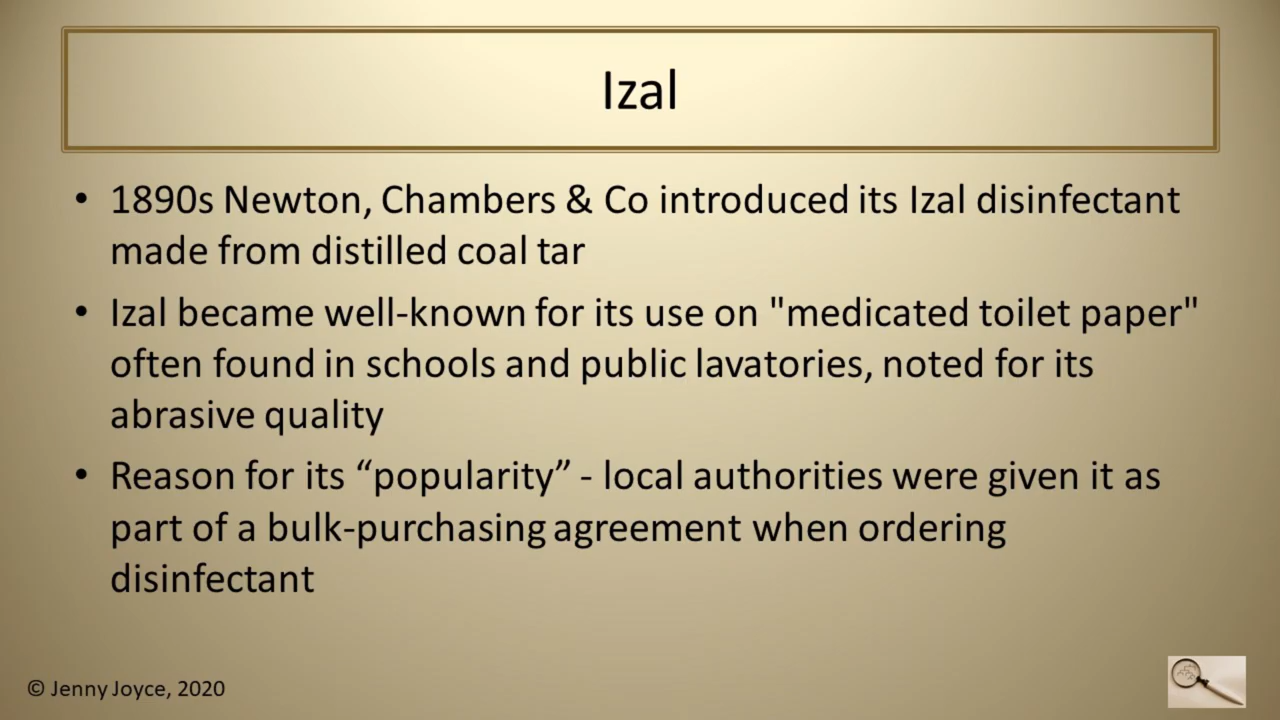 Izal
• 1890s Newton, Chambers & Co introduced its Izal disinfectant
made from distilled coal tar
• Izal became well-known for its use on "medicated toilet paper"
often found in schools and public lavatories, noted for its
abrasive quality
• Reason for its “popularity” - local authorities were given it as
part of a bulk-purchasing agreement when ordering
disinfectant
© Jenny Joyce, 2020